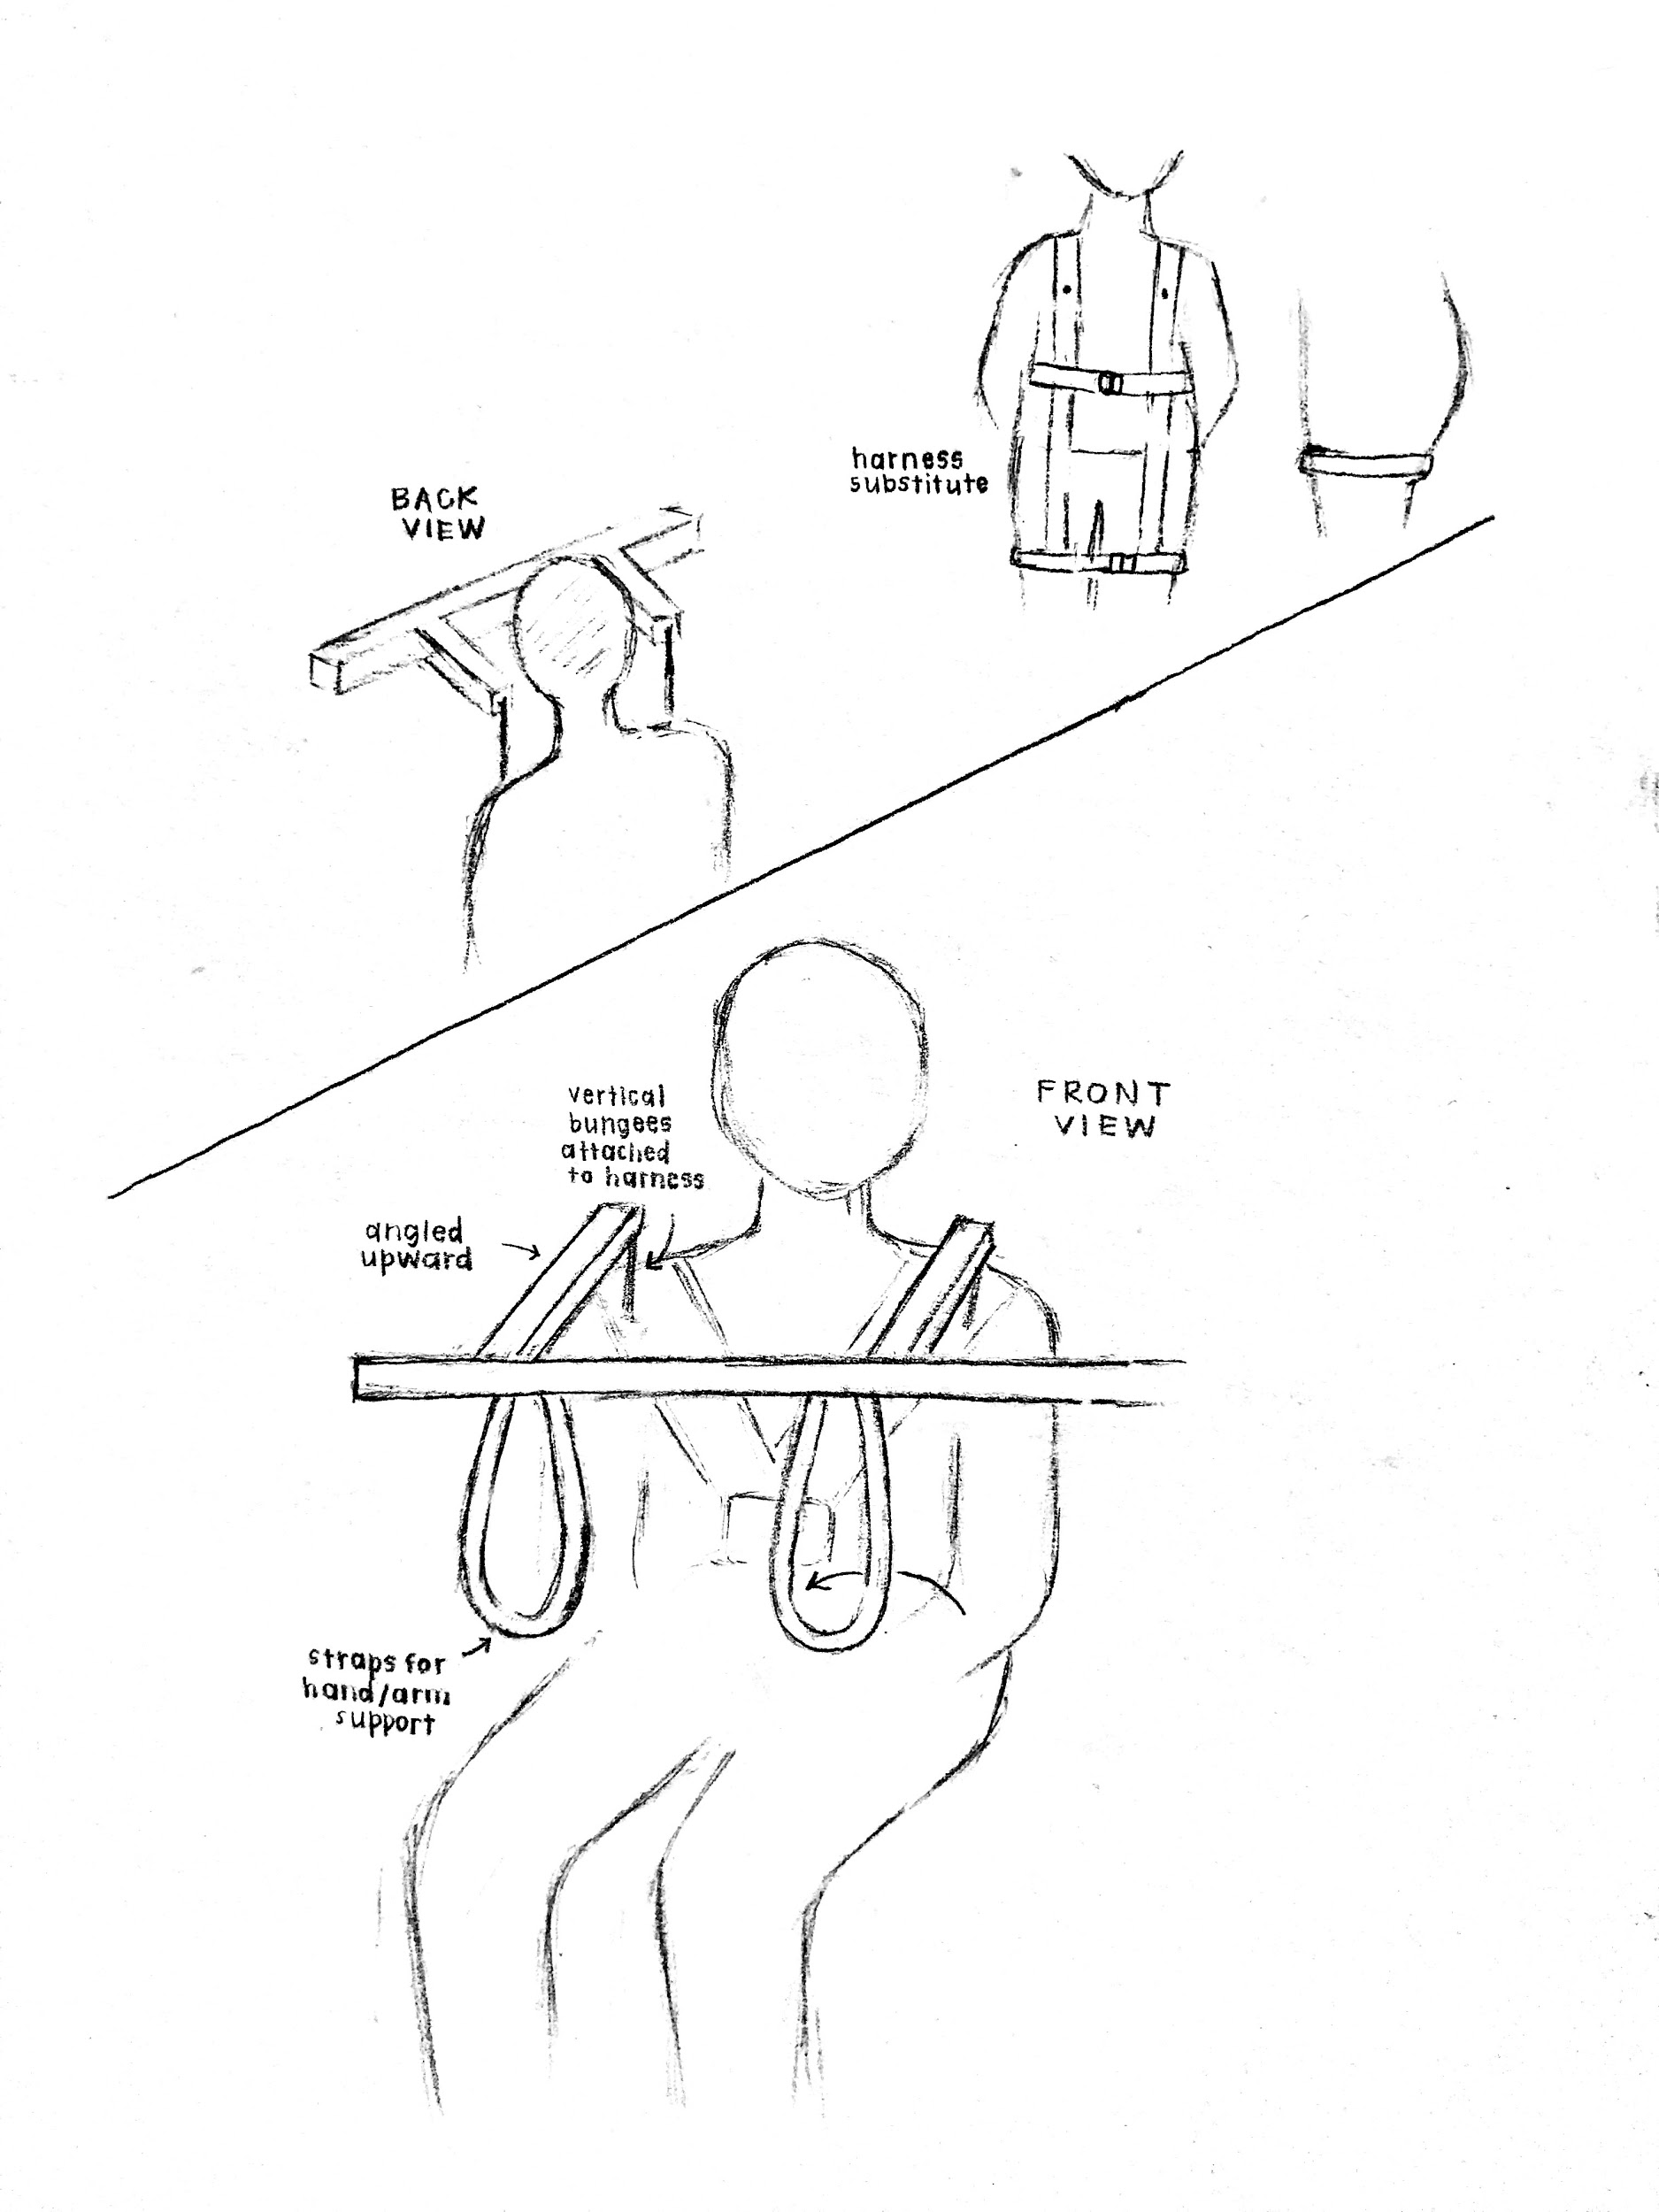 harness
substitute
BACK
VIEW
FRONT
VIEW
vertical
bungees
attached
to harness
angled
upward
straps for
hand/arm
support